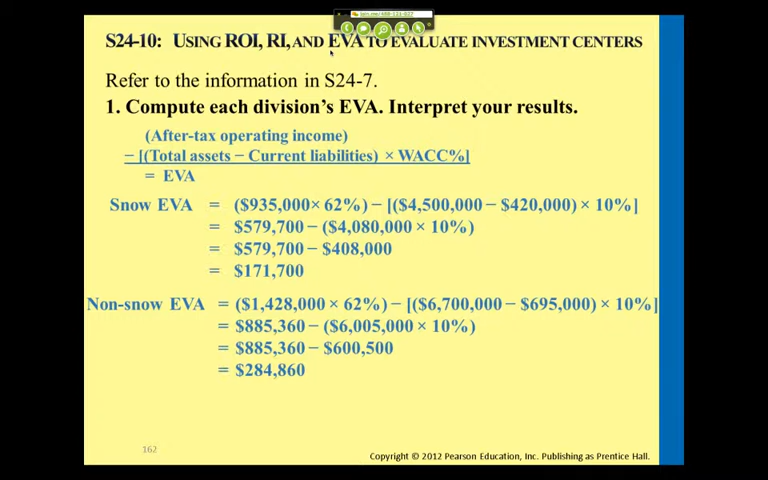 S24-10: USING ROI, RI, AND EVA TO EVALUATE INVESTMENT CENTERS
Refer to the information in S24-7.
1. Compute each division's EVA. Interpret your results.
(After-tax operating income)
− [(Total assets − Current liabilities) × WACC%]
= EVA
Snow EVA = ($935,000× 62%) − [($4,500,000 − $420,000) × 10%]
= $579,700 − ($4,080,000 × 10%)
= $579,700 − $408,000
= $171,700
Non-snow EVA = ($1,428,000 × 62%) − [($6,700,000 − $695,000) × 10%]
= $885,360 − ($6,005,000 × 10%)
= $885,360 − $600,500
= $284,860
162
Copyright © 2012 Pearson Education, Inc. Publishing as Prentice Hall.